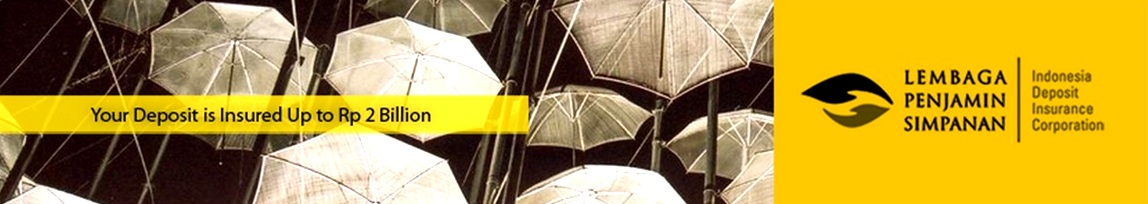 Your Deposit is Insured Up to Rp 2 Billion
LEMBAGA
PENJAMIN
SIMPANAN
Indonesia
Deposit
Insurance
Corporation